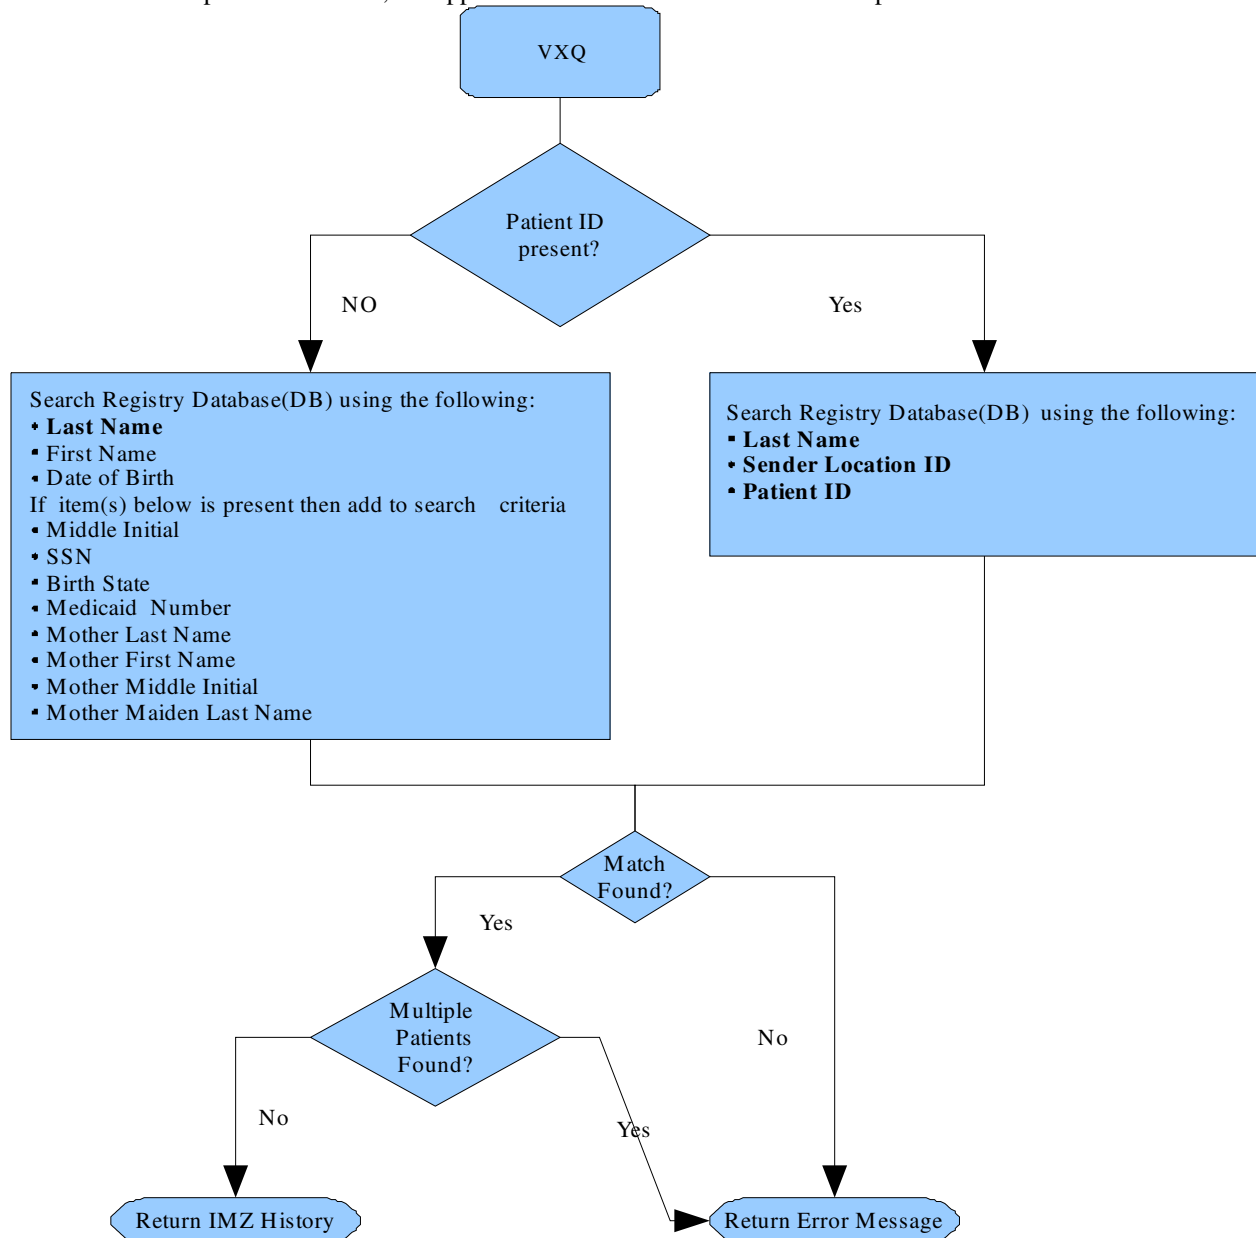 VXQ
Patient ID
present?
NO
Yes
Search Registry Database(DB) using the following:
• Last Name
• First Name
• Date of Birth
If item(s) below is present then add to search criteria
• Middle Initial
• SSN
• Birth State
• Medicaid Number
• Mother Last Name
• Mother First Name
• Mother Middle Initial
• Mother Maiden Last Name
Search Registry Database(DB) using the following:
• Last Name
• Sender Location ID
• Patient ID
Match
Found?
Yes
No
Multiple
Patients
Found?
No
Yes
Return IMZ History
Return Error Message